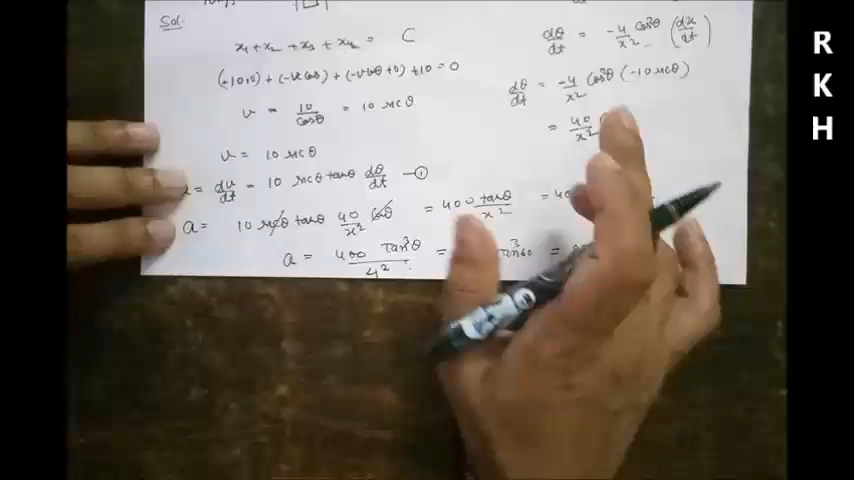 Sol.
x₁ + x₂ + x₃ + x₄ = C
(-10+0) + (-v cosθ) + (-v cosθ + 0) + 10 = 0
v = 10/cosθ = 10 secθ
v = 10 secθ
a = dv/dt = 10 secθ tanθ dθ/dt —①
a = 10 secθ tanθ 40/x² cosθ = 400 tanθ/x² = 40
a = 400 tan³θ/4² = tan³60 =
dθ/dt = -4/x² cos²θ (dx/dt)
dθ/dt = -4/x² cos²θ (-10 secθ)
= 40/x²
R
K
H